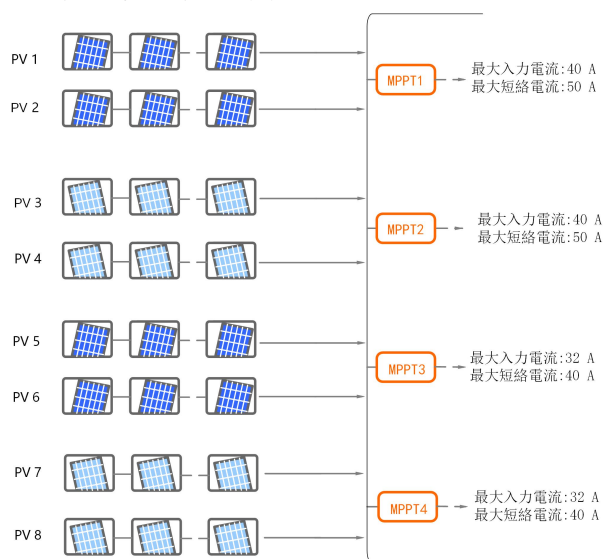 PV 1
PV 2
MPPT1
最大入力電流:40 A
最大短絡電流:50 A
PV 3
PV 4
MPPT2
最大入力電流:40 A
最大短絡電流:50 A
PV 5
PV 6
MPPT3
最大入力電流:32 A
最大短絡電流:40 A
PV 7
PV 8
MPPT4
最大入力電流:32 A
最大短絡電流:40 A